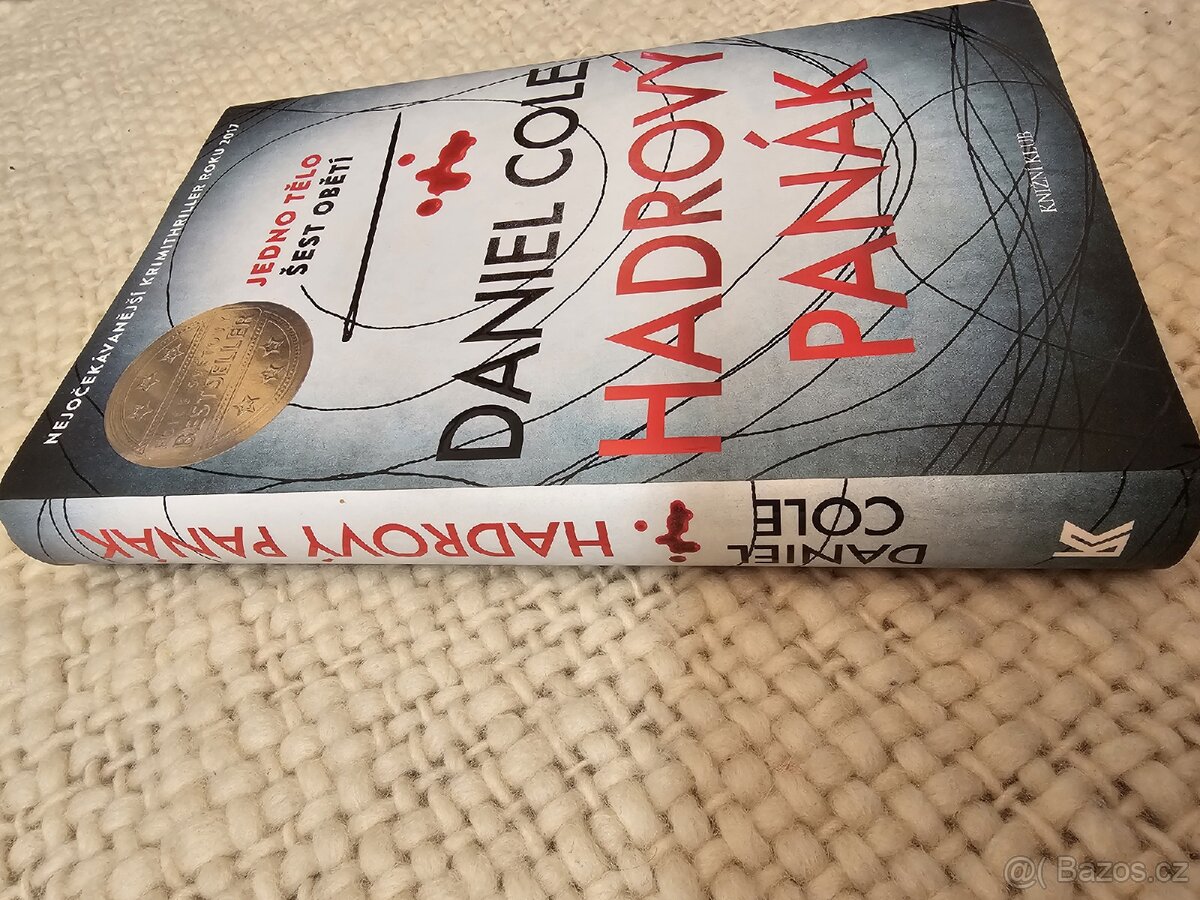 NEJOČEKÁVANĚJŠÍ KRIMITHRILLER ROKU 2017
JEDNO TĚLO
ŠEST OBĚTÍ
BESTSELLER
DANIEL COLE
HADROVÝ
PANÁK
KNIŽNÍ KLUB
HADROVÝ PANÁK
DANIEL
COLE
@( Bazos.cz